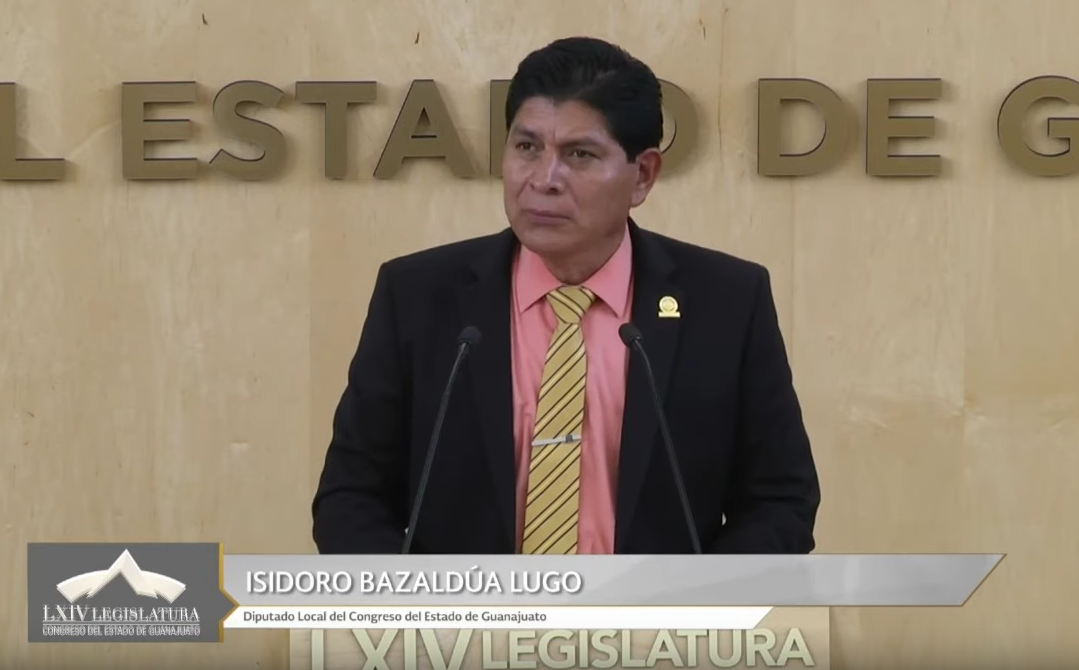 L ESTADO DE G
ISIDORO BAZALDÚA LUGO
Diputado Local del Congreso del Estado de Guanajuato
LXIV LEGISLATURA
CONGRESO DEL ESTADO DE GUANAJUATO
LXIV LEGISLATURA